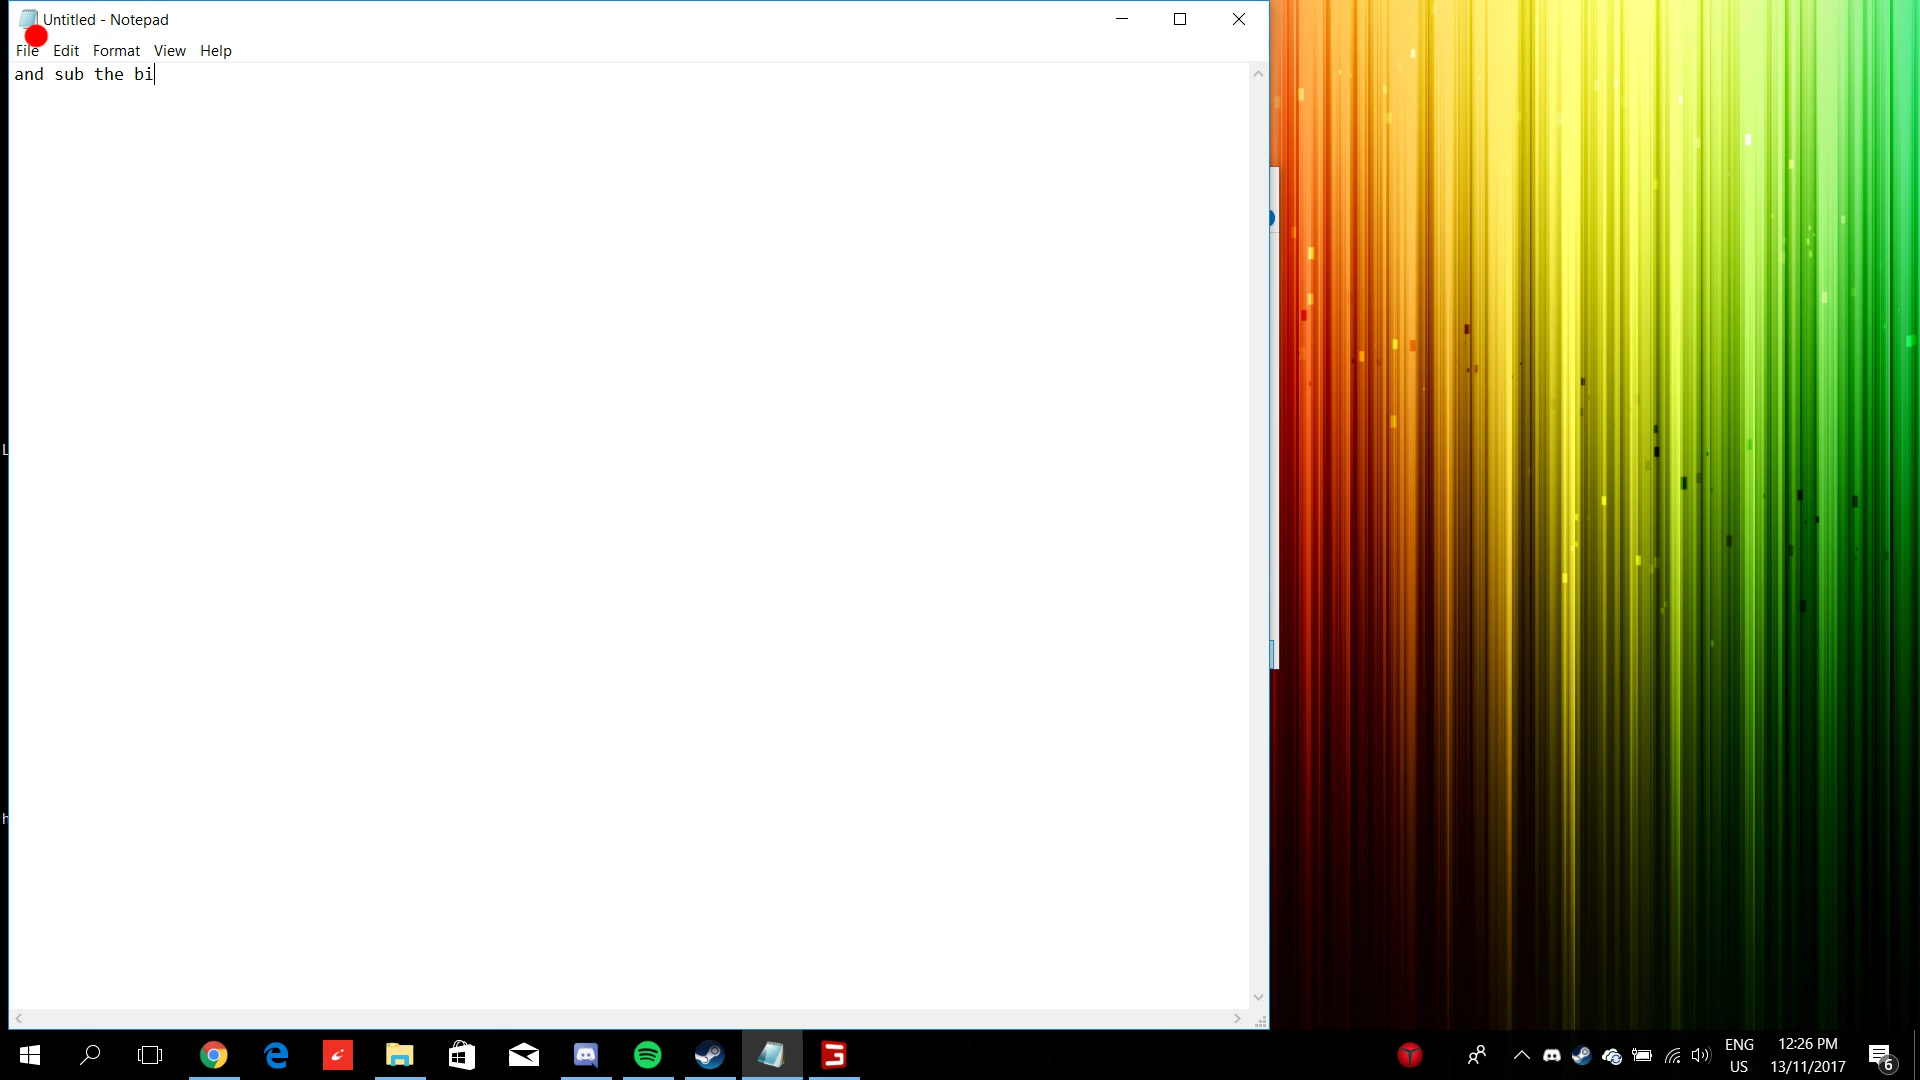 Untitled - Notepad
File Edit Format View Help
and sub the bi
L
h
ENG
US
12:26 PM
13/11/2017
6